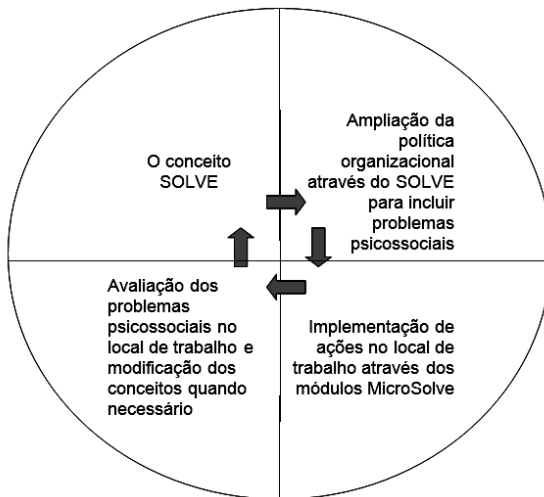 O conceito
SOLVE
Ampliação da
política
organizacional
através do SOLVE
para incluir
problemas
psicossociais
Avaliação dos
problemas
psicossociais no
local de trabalho e
modificação dos
conceitos quando
necessário
Implementação de
ações no local de
trabalho através dos
módulos MicroSolve